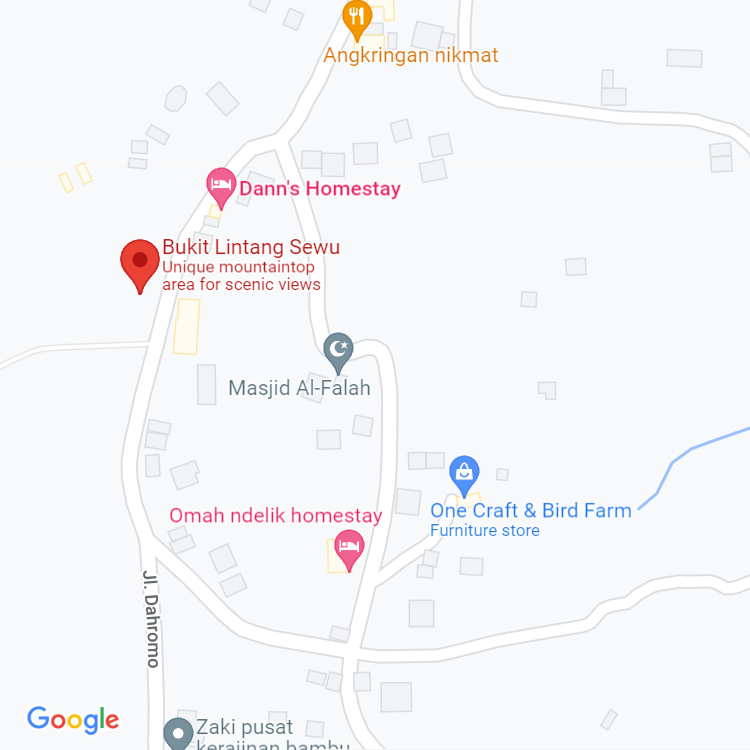 Angkringan nikmat
Dann's Homestay
Bukit Lintang Sewu
Unique mountaintop
area for scenic views
Masjid Al-Falah
One Craft & Bird Farm
Furniture store
Omah ndelik homestay
Jl. Dahromo
Google
Zaki pusat
kerajinan bambu